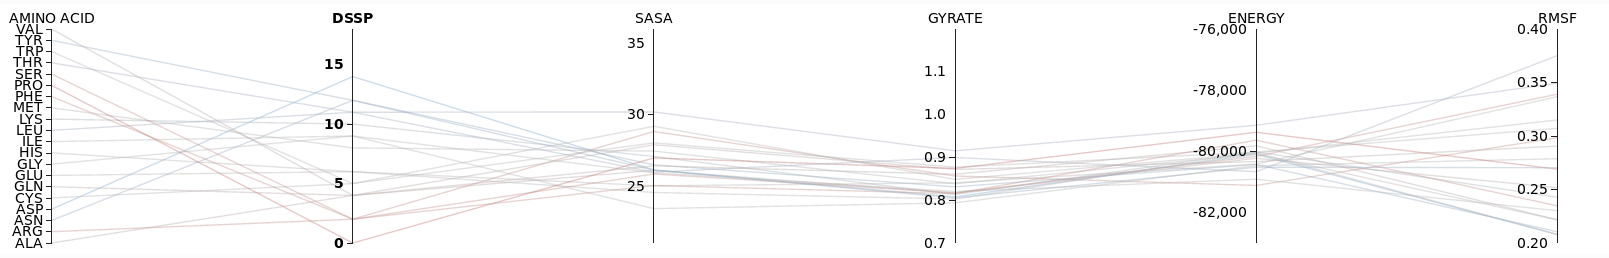 AMINO ACID DSSP SASA GYRATE ENERGY RMSF
VAL
TYR
TRP
THR
SER
PRO
PHE
MET
LYS
LEU
ILE
HIS
GLY
GLU
GLN
CYS
ASP
ASN
ARG
ALA
15
10
5
0
35
30
25
1.1
1.0
0.9
0.8
0.7
-76,000
-78,000
-80,000
-82,000
0.40
0.35
0.30
0.25
0.20